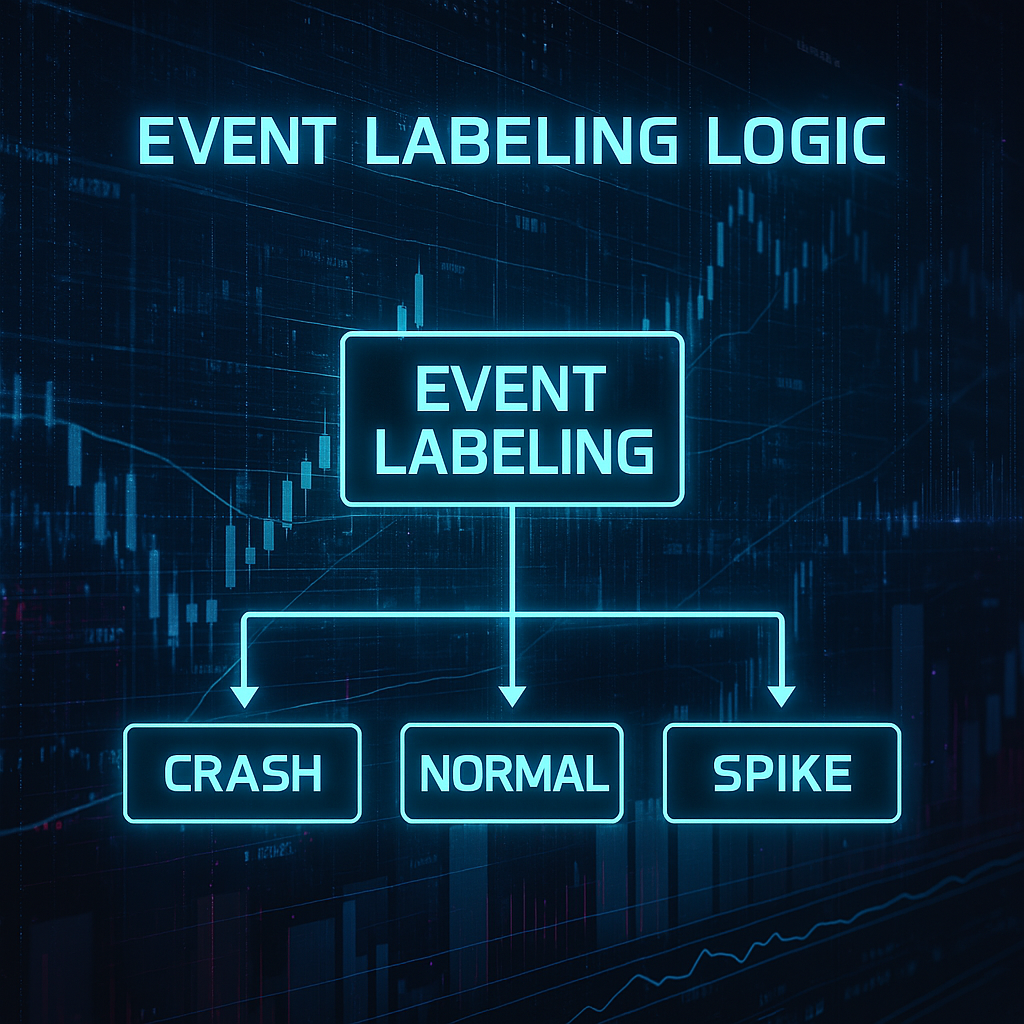 EVENT LABELING LOGIC
EVENT
LABELING
CRASH
NORMAL
SPIKE